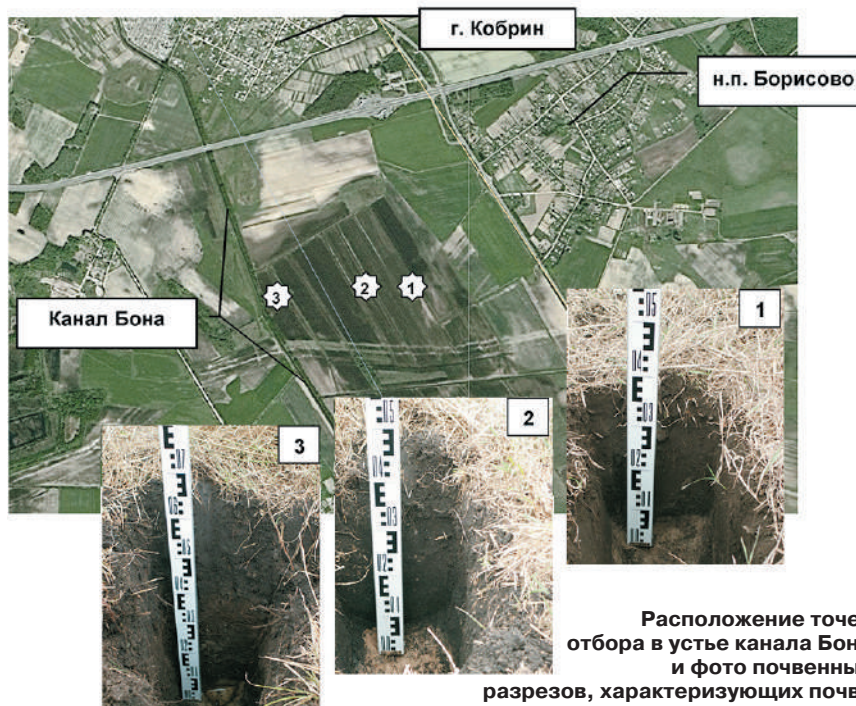 г. Кобрин
н.п. Борисово
3
2
1
Канал Бона
1
2
3
Расположение точе
отбора в устье канала Бон
и фото почвенны
разрезов, характеризующих почв